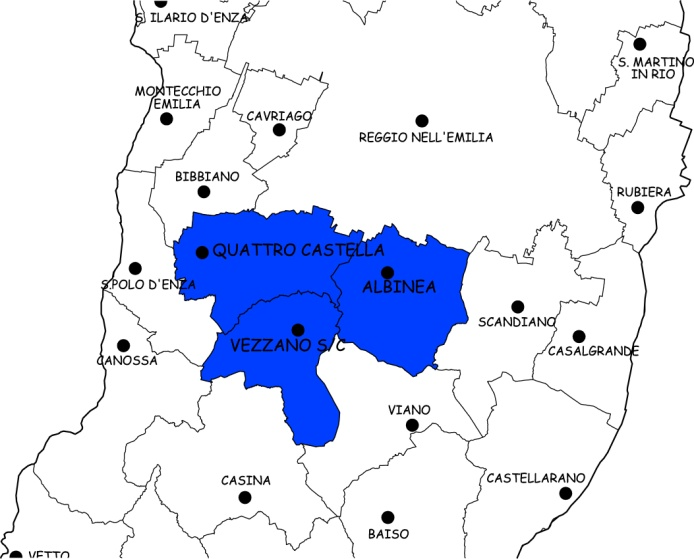 S. ILARIO D'ENZA
S. MARTINO
IN RIO
MONTECCHIO
EMILIA
CAVRIAGO
REGGIO NELL'EMILIA
BIBBIANO
RUBIERA
QUATTRO CASTELLA
S.POLO D'ENZA
ALBINEA
SCANDIANO
VEZZANO S/C
CASALGRANDE
CANOSSA
VIANO
CASINA
CASTELLARANO
BAISO
VETTO